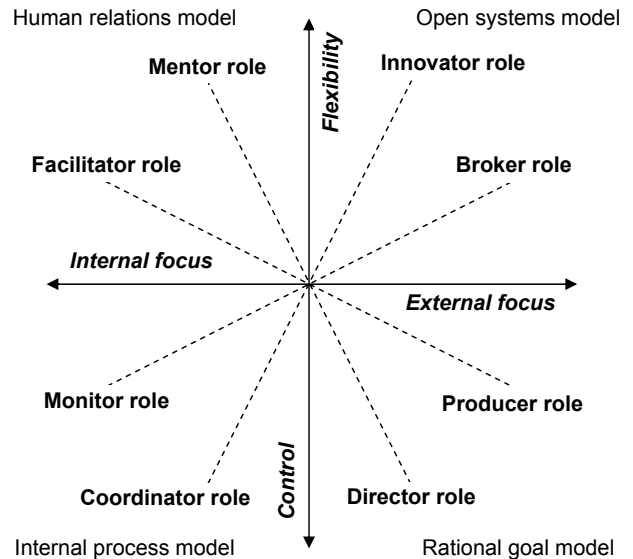 Human relations model
Open systems model
Mentor role
Innovator role
Flexibility
Facilitator role
Broker role
Internal focus
External focus
Monitor role
Producer role
Control
Coordinator role
Director role
Internal process model
Rational goal model